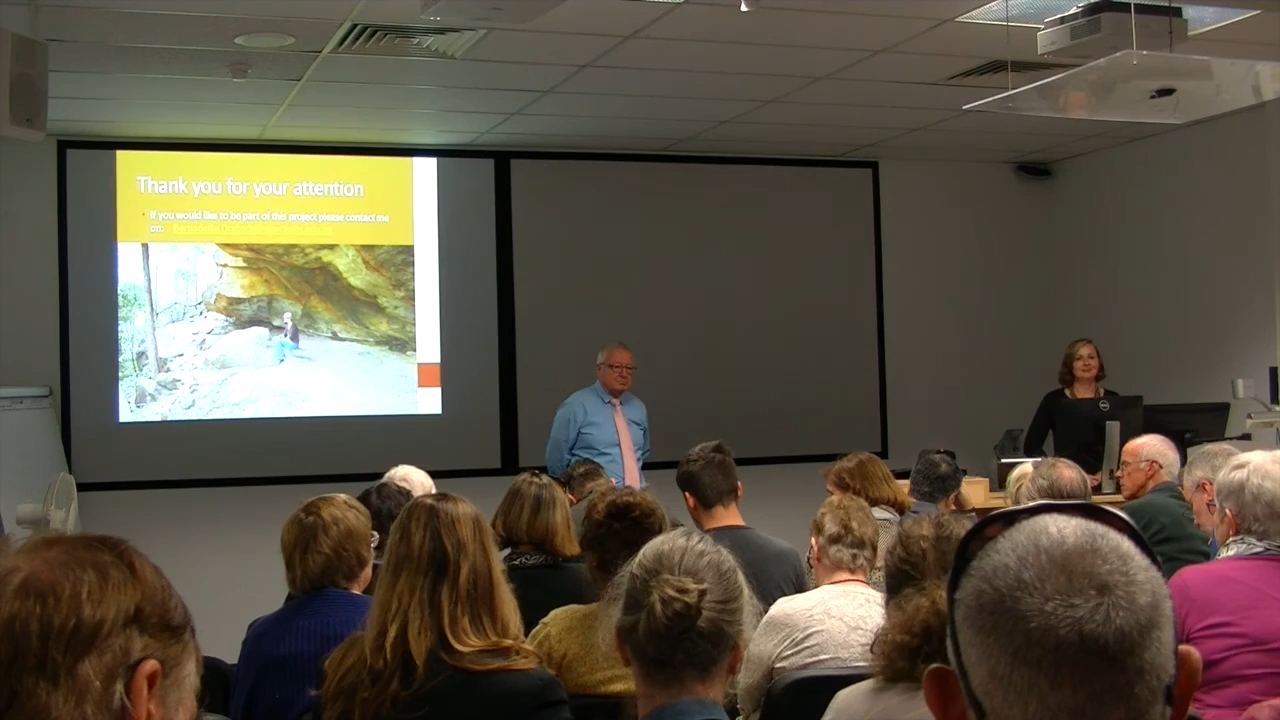 Thank you for your attention
If you would like to be part of this project please contact me
on:
DELL